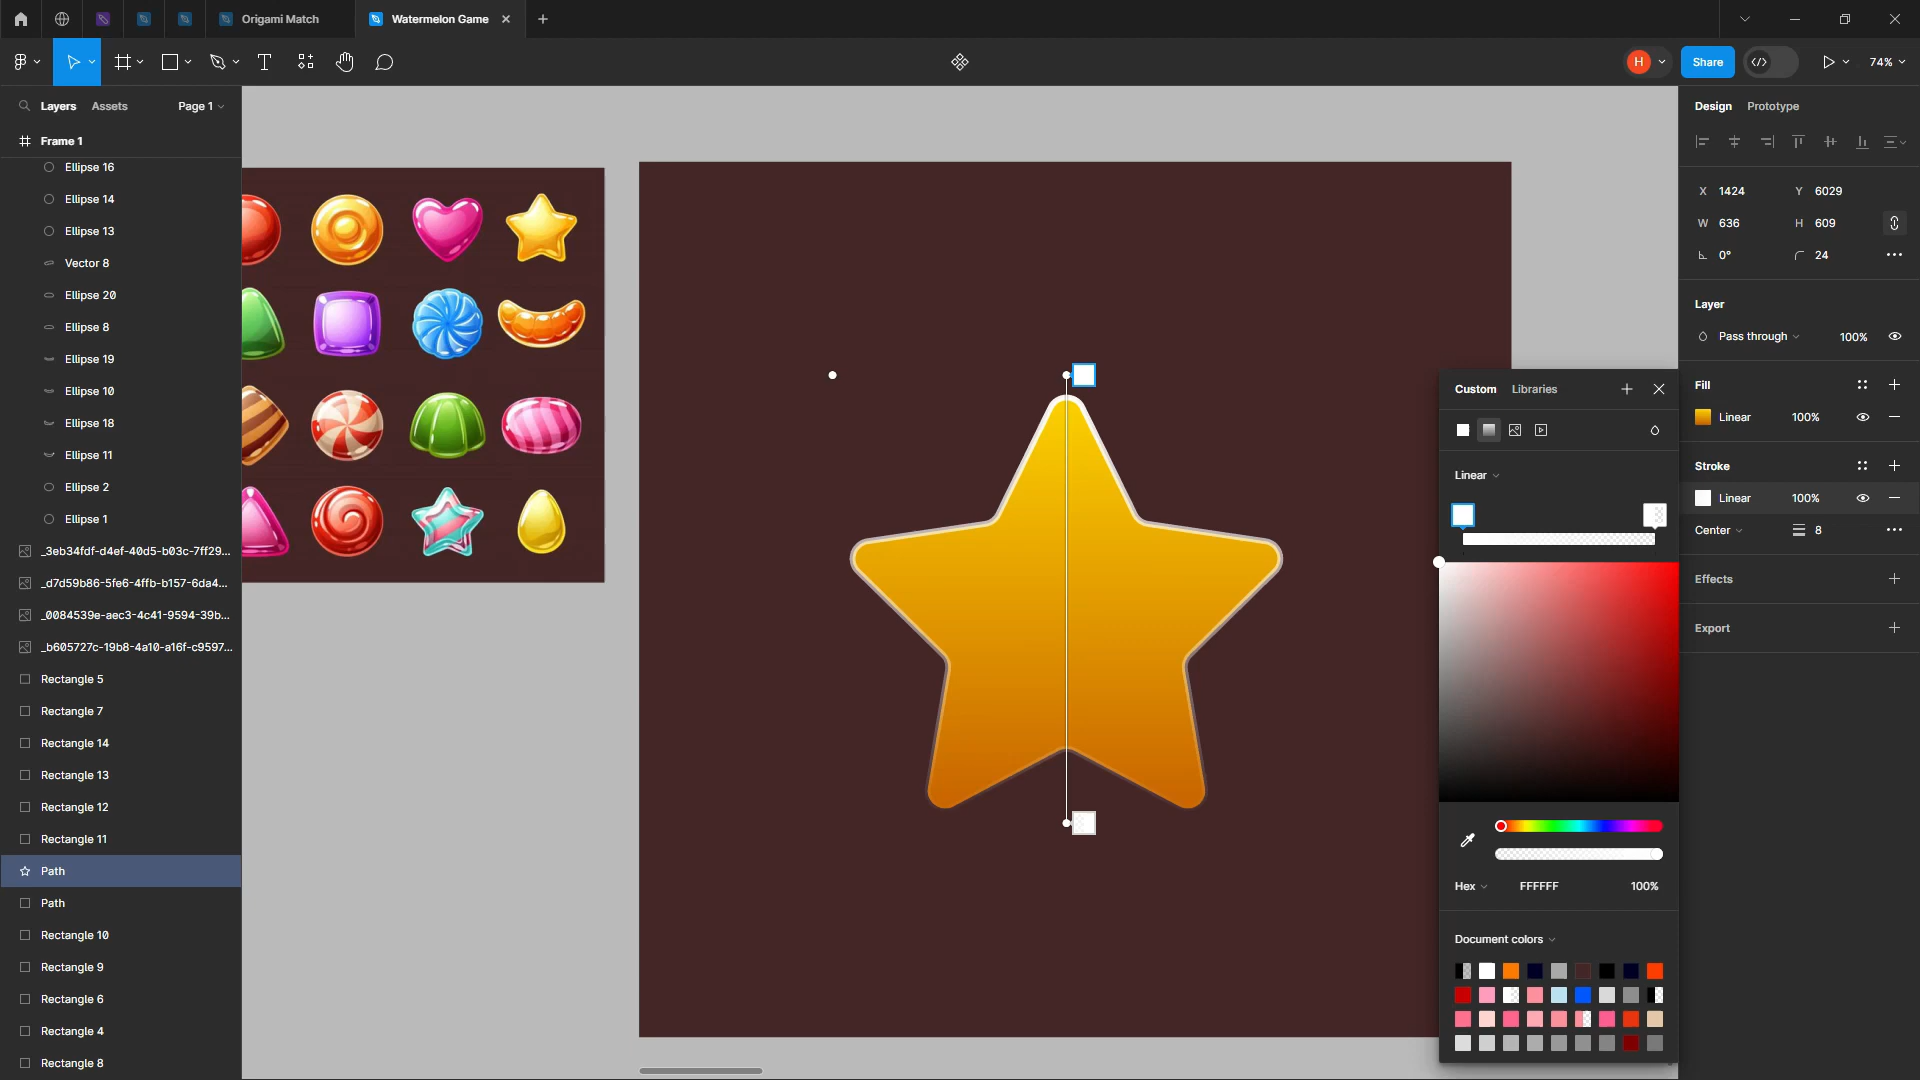 Origami Match
Watermelon Game
H
Share
74%
Layers
Assets
Page 1
Design
Prototype
Frame 1
Ellipse 16
Ellipse 14
Ellipse 13
Vector 8
Ellipse 20
Ellipse 8
Ellipse 19
Ellipse 10
Ellipse 18
Ellipse 11
Ellipse 2
Ellipse 1
_3eb34fdf-d4ef-40d5-b03c-7ff29...
_d7d59b86-5fe6-4ffb-b157-6da4...
_0084539e-aec3-4c41-9594-39b...
_b605727c-19b8-4a10-a16f-c9597...
Rectangle 5
Rectangle 7
Rectangle 14
Rectangle 13
Rectangle 12
Rectangle 11
Path
Path
Rectangle 10
Rectangle 9
Rectangle 6
Rectangle 4
Rectangle 8
Custom
Libraries
Linear
Hex
FFFFFF
100%
Document colors
X 1424
Y 6029
W 636
H 609
0°
24
Layer
Pass through
100%
Fill
Linear
100%
Stroke
Linear
100%
Center
8
Effects
Export